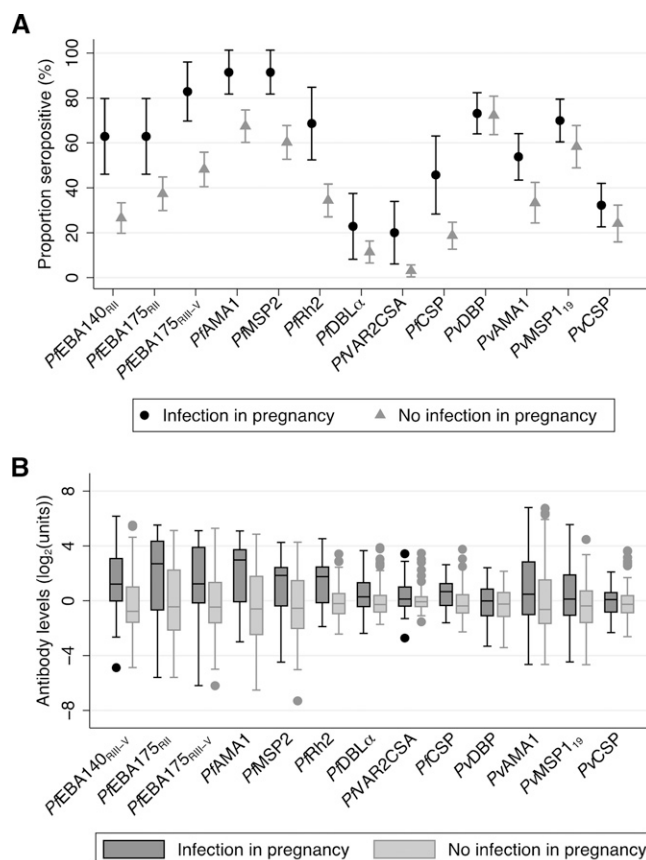 A
Proportion seropositive (%)
100
80
60
40
20
0
PfEBA140RII
PfEBA175RII
PfEBA175RIII-V
PfAMA1
PfMSP2
PfRh2
PfDBLα
PfVAR2CSA
PfCSP
PvDBP
PvAMA1
PvMSP1₁₉
PvCSP
Infection in pregnancy No infection in pregnancy
B
Antibody levels (log₂(units))
8
4
0
-4
-8
PfEBA140RIII-V
PfEBA175RII
PfEBA175RIII-V
PfAMA1
PfMSP2
PfRh2
PfDBLα
PfVAR2CSA
PfCSP
PvDBP
PvAMA1
PvMSP1₁₉
PvCSP
Infection in pregnancy No infection in pregnancy